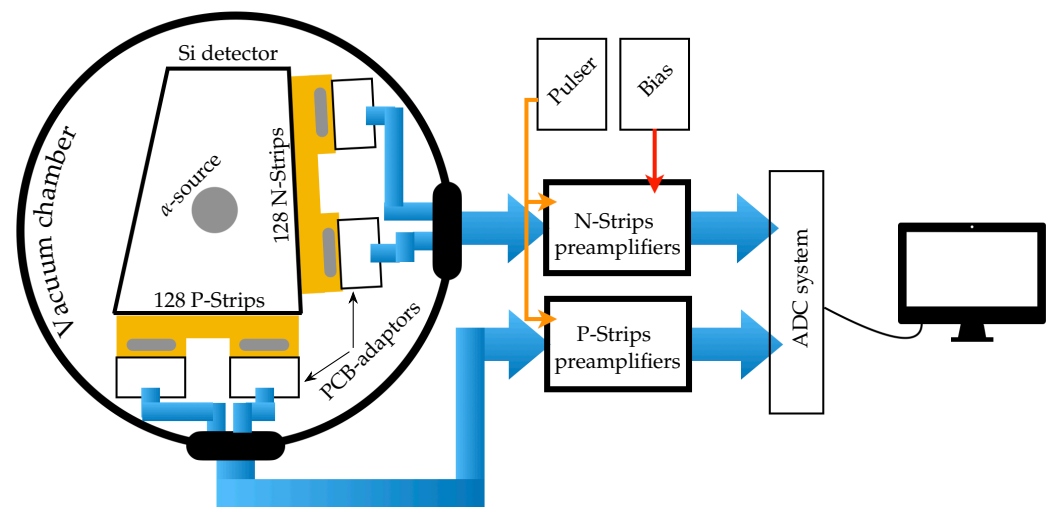 Si detector
Pulser
Bias
Vacuum chamber
α-source
128 N-Strips
N-Strips
preamplifiers
ADC system
128 P-Strips
P-Strips
preamplifiers
PCB-adaptors